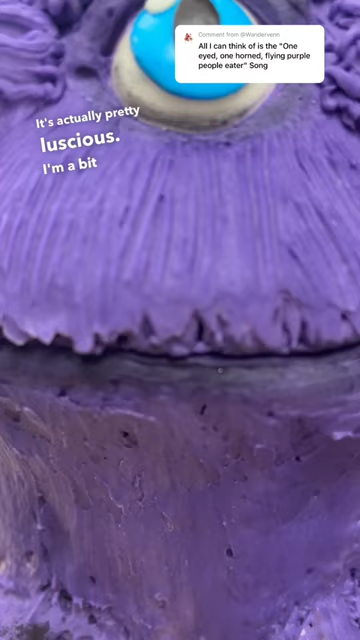 Comment from @Wandervenn
All I can think of is the "One
eyed, one horned, flying purple
people eater" Song
It's actually pretty
luscious.
I'm a bit